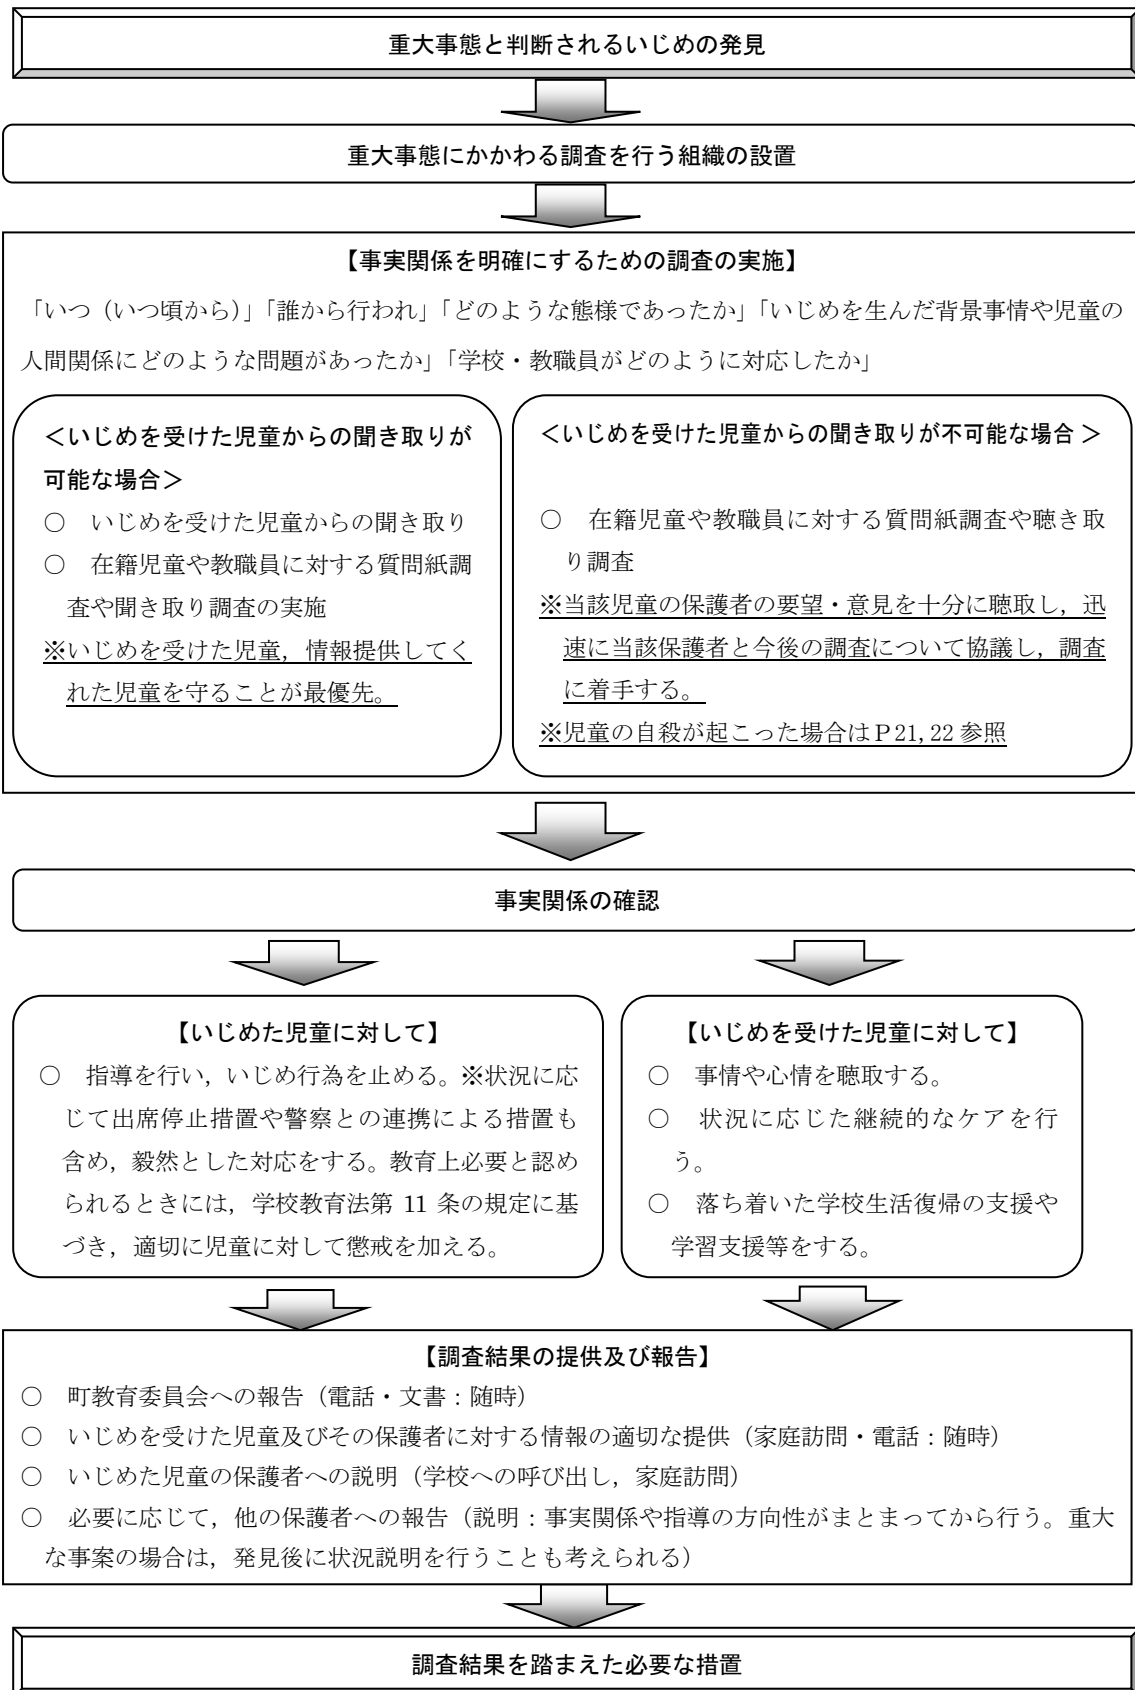 重大事態と判断されるいじめの発見
重大事態にかかわる調査を行う組織の設置
【事実関係を明確にするための調査の実施】
「いつ（いつ頃から）」「誰から行われ」「どのような態様であったか」「いじめを生んだ背景事情や児童の
人間関係にどのような問題があったか」「学校・教職員がどのように対応したか」
＜いじめを受けた児童からの聞き取りが
可能な場合＞
○　いじめを受けた児童からの聞き取り
○　在籍児童や教職員に対する質問紙調
査や聞き取り調査の実施
※いじめを受けた児童，情報提供してく
れた児童を守ることが最優先。
＜いじめを受けた児童からの聞き取りが不可能な場合 ＞
○　在籍児童や教職員に対する質問紙調査や聴き取
り調査
※当該児童の保護者の要望・意見を十分に聴取し，迅
速に当該保護者と今後の調査について協議し，調査
に着手する。
※児童の自殺が起こった場合はＰ21, 22 参照
事実関係の確認
【いじめた児童に対して】
○　指導を行い，いじめ行為を止める。※状況に応
じて出席停止措置や警察との連携による措置も
含め，毅然とした対応をする。教育上必要と認め
られるときには，学校教育法第 11 条の規定に基
づき，適切に児童に対して懲戒を加える。
【いじめを受けた児童に対して】
○　事情や心情を聴取する。
○　状況に応じた継続的なケアを行
う。
○　落ち着いた学校生活復帰の支援や
学習支援等をする。
【調査結果の提供及び報告】
○　町教育委員会への報告（電話・文書：随時）
○　いじめを受けた児童及びその保護者に対する情報の適切な提供（家庭訪問・電話：随時）
○　いじめた児童の保護者への説明（学校への呼び出し，家庭訪問）
○　必要に応じて，他の保護者への報告（説明：事実関係や指導の方向性がまとまってから行う。重大
な事案の場合は，発見後に状況説明を行うことも考えられる）
調査結果を踏まえた必要な措置